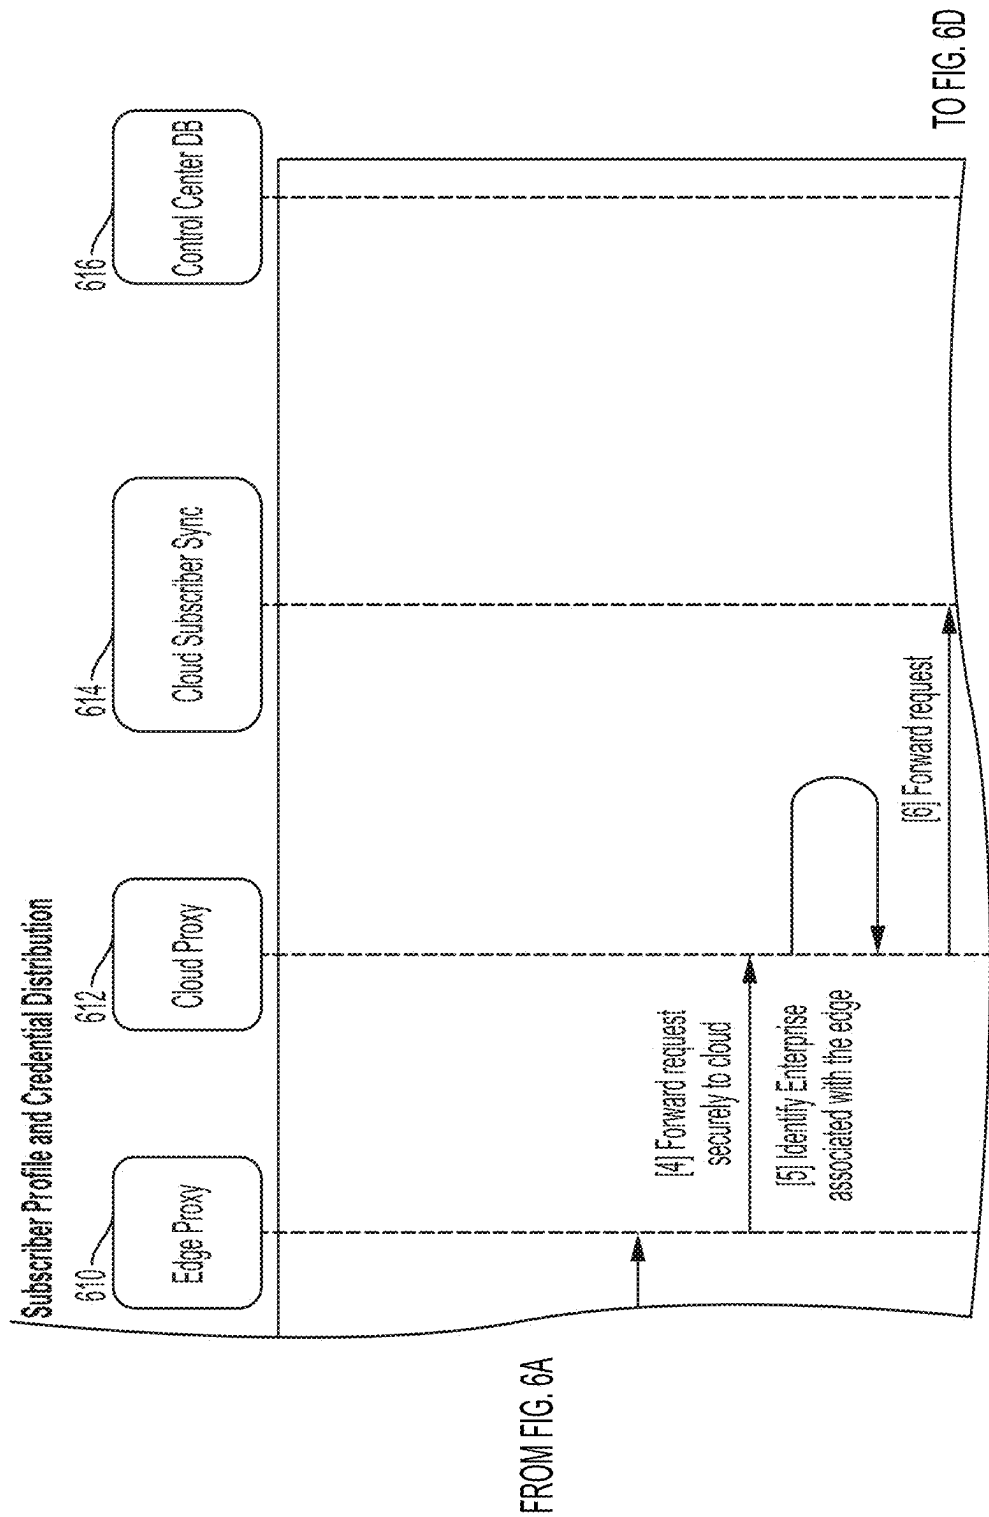 Subscriber Profile and Credential Distribution
610
612
614
616
Edge Proxy
Cloud Proxy
Cloud Subscriber Sync
Control Center DB
FROM FIG. 6A
[4] Forward request
securely to cloud
[5] Identify Enterprise
associated with the edge
[6] Forward request
TO FIG. 6D